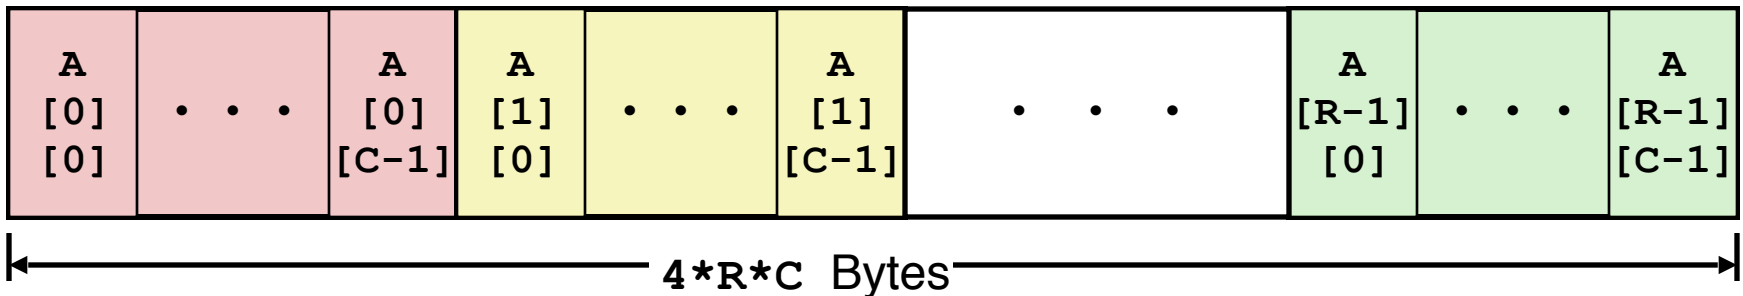 A A A A A A
[0] · · · [0] [1] · · · [1] · · · [R-1] · · · [R-1]
[0] [C-1] [0] [C-1] [0] [C-1]
4*R*C Bytes